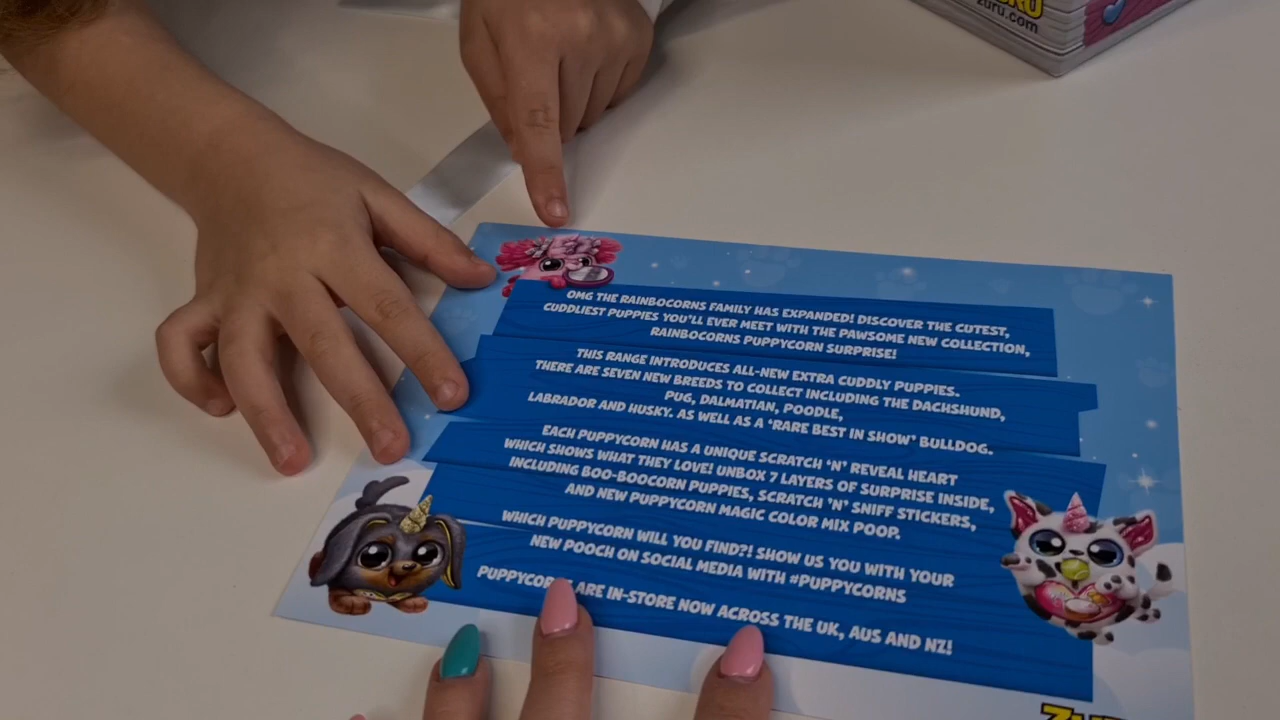 zuru.com
OMG THE RAINBOCORNS FAMILY HAS EXPANDED! DISCOVER THE CUTEST,
CUDDLIEST PUPPIES YOU'LL EVER MEET WITH THE PAWSOME NEW COLLECTION,
RAINBOCORNS PUPPYCORN SURPRISE!
THIS RANGE INTRODUCES ALL-NEW EXTRA CUDDLY PUPPIES.
THERE ARE SEVEN NEW BREEDS TO COLLECT INCLUDING THE DACHSHUND,
PUG, DALMATIAN, POODLE,
LABRADOR AND HUSKY. AS WELL AS A 'RARE BEST IN SHOW' BULLDOG.
EACH PUPPYCORN HAS A UNIQUE SCRATCH 'N' REVEAL HEART
WHICH SHOWS WHAT THEY LOVE! UNBOX 7 LAYERS OF SURPRISE INSIDE,
INCLUDING BOO-BOOCORN PUPPIES, SCRATCH 'N' SNIFF STICKERS,
AND NEW PUPPYCORN MAGIC COLOR MIX POOP.
WHICH PUPPYCORN WILL YOU FIND?! SHOW US YOU WITH YOUR
NEW POOCH ON SOCIAL MEDIA WITH #PUPPYCORNS
ARE IN-STORE NOW ACROSS THE UK, AUS AND NZ!